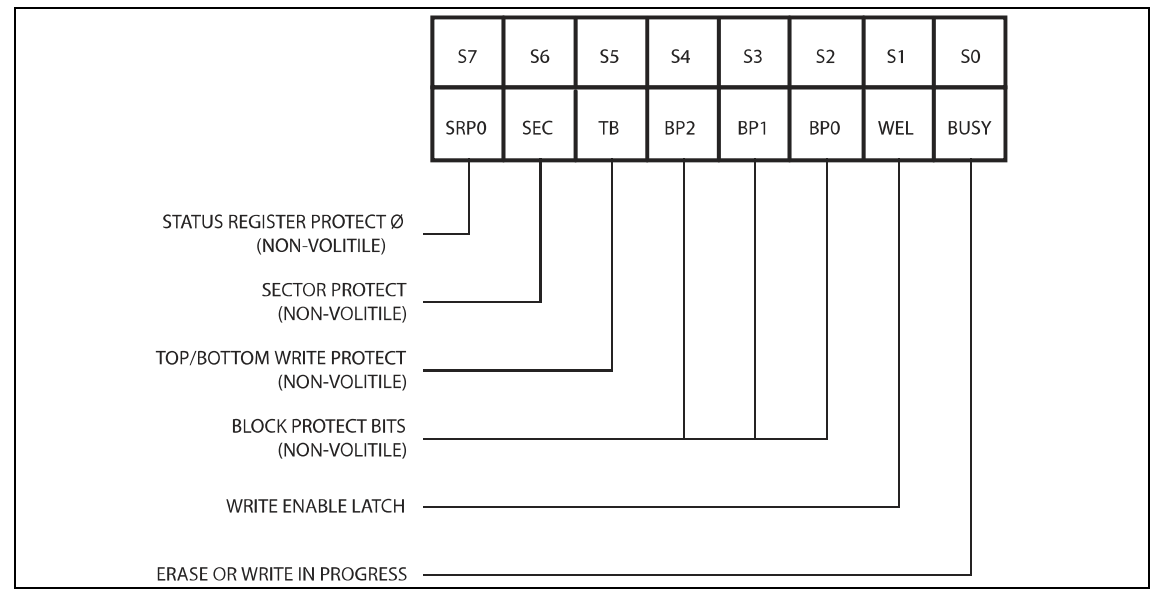 S7 S6 S5 S4 S3 S2 S1 S0
SRP0 SEC TB BP2 BP1 BP0 WEL BUSY
STATUS REGISTER PROTECT Ø
(NON-VOLITILE)
SECTOR PROTECT
(NON-VOLITILE)
TOP/BOTTOM WRITE PROTECT
(NON-VOLITILE)
BLOCK PROTECT BITS
(NON-VOLITILE)
WRITE ENABLE LATCH
ERASE OR WRITE IN PROGRESS